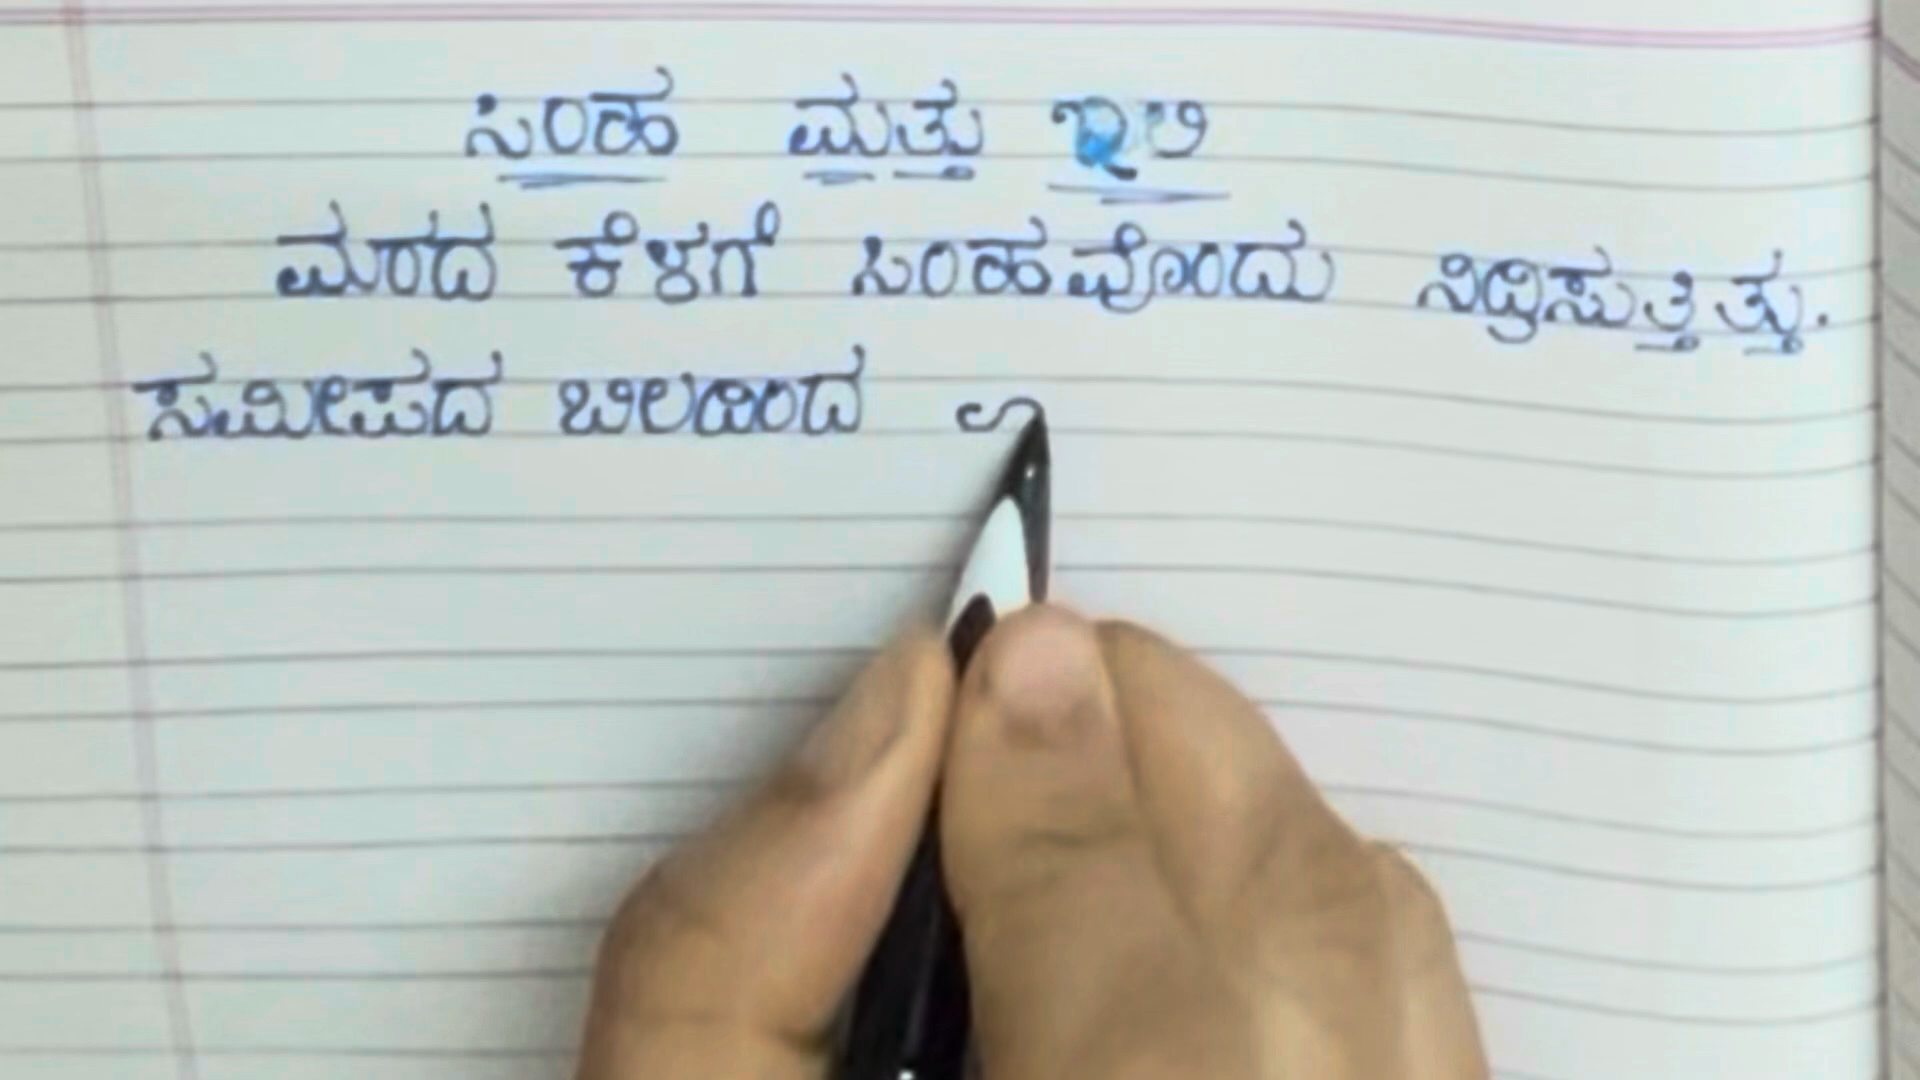 ಸಿಂಹ ಮತ್ತು ಇಲಿ
ಮರದ ಕೆಳಗೆ ಸಿಂಹವೊಂದು ನಿದ್ರಿಸುತ್ತಿತ್ತು.
ಸಮೀಪದ ಬಿಲದಿಂದ